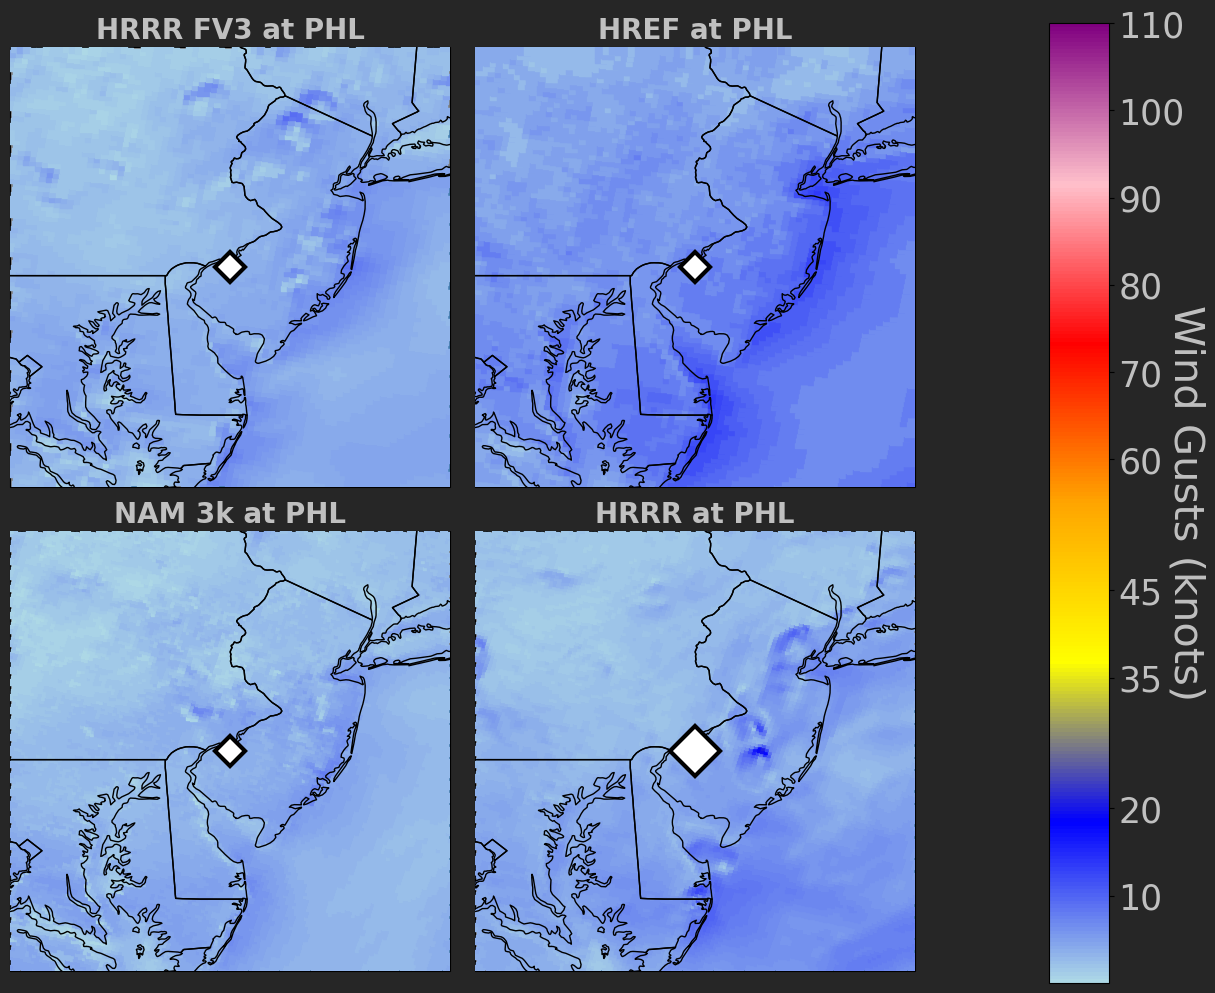 HRRR FV3 at PHL
HREF at PHL
NAM 3k at PHL
HRRR at PHL
110
100
90
80
70
60
45
35
20
10
Wind Gusts (knots)